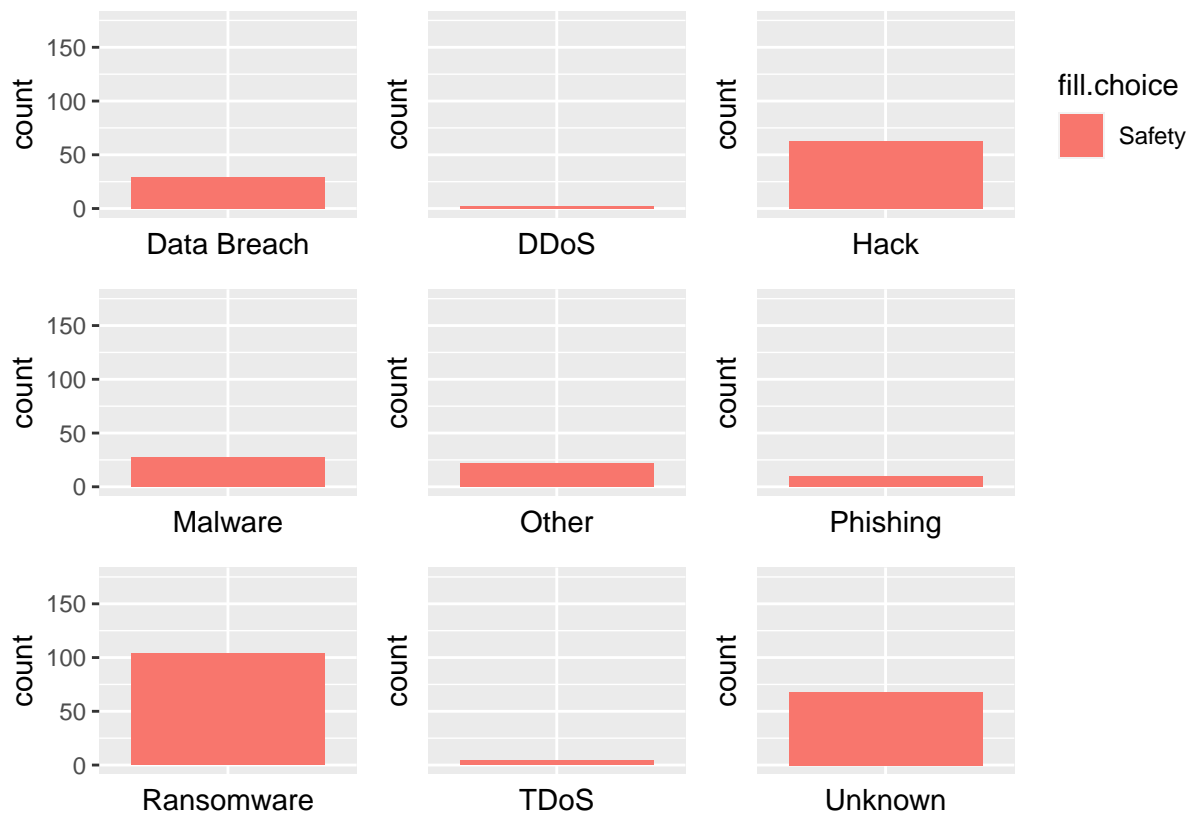 count
150
100
50
0
Data Breach
count
DDoS
count
Hack
fill.choice
Safety
count
150
100
50
0
Malware
count
Other
count
Phishing
count
150
100
50
0
Ransomware
count
TDoS
count
Unknown